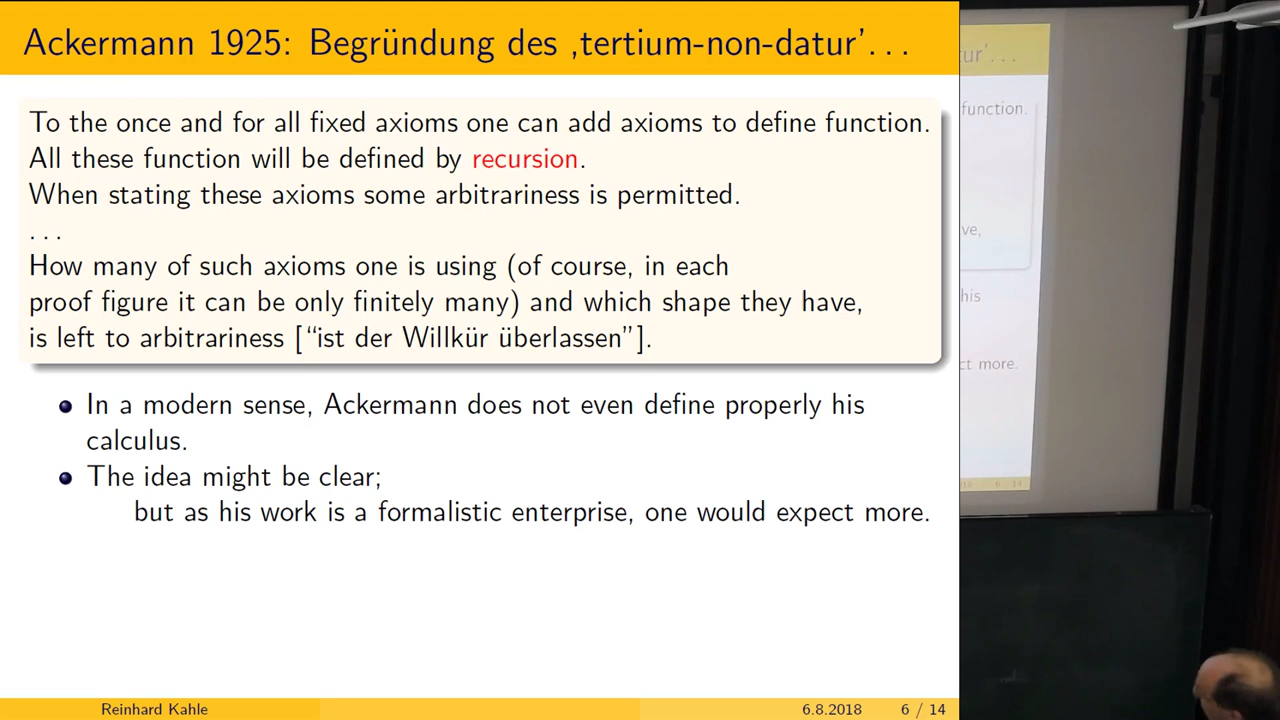 Ackermann 1925: Begründung des ‚tertium-non-datur’...
To the once and for all fixed axioms one can add axioms to define function.
All these function will be defined by recursion.
When stating these axioms some arbitrariness is permitted.
...
How many of such axioms one is using (of course, in each
proof figure it can be only finitely many) and which shape they have,
is left to arbitrariness [“ist der Willkür überlassen”].
In a modern sense, Ackermann does not even define properly his
calculus.
The idea might be clear;
but as his work is a formalistic enterprise, one would expect more.
Reinhard Kahle 6.8.2018 6 / 14
tur’...
function.
ve,
his
ct more.
6 / 14